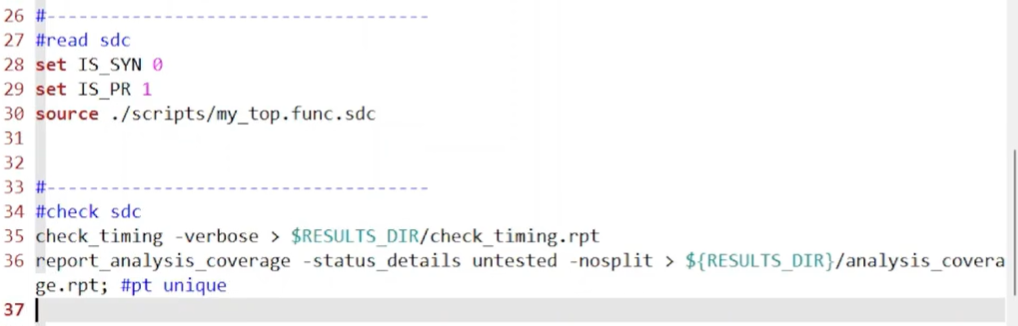 26 #-------------------------------------
27 #read sdc
28 set IS_SYN 0
29 set IS_PR 1
30 source ./scripts/my_top.func.sdc
31
32
33 #-------------------------------------
34 #check sdc
35 check_timing -verbose > $RESULTS_DIR/check_timing.rpt
36 report_analysis_coverage -status_details untested -nosplit > ${RESULTS_DIR}/analysis_covera
ge.rpt; #pt unique
37